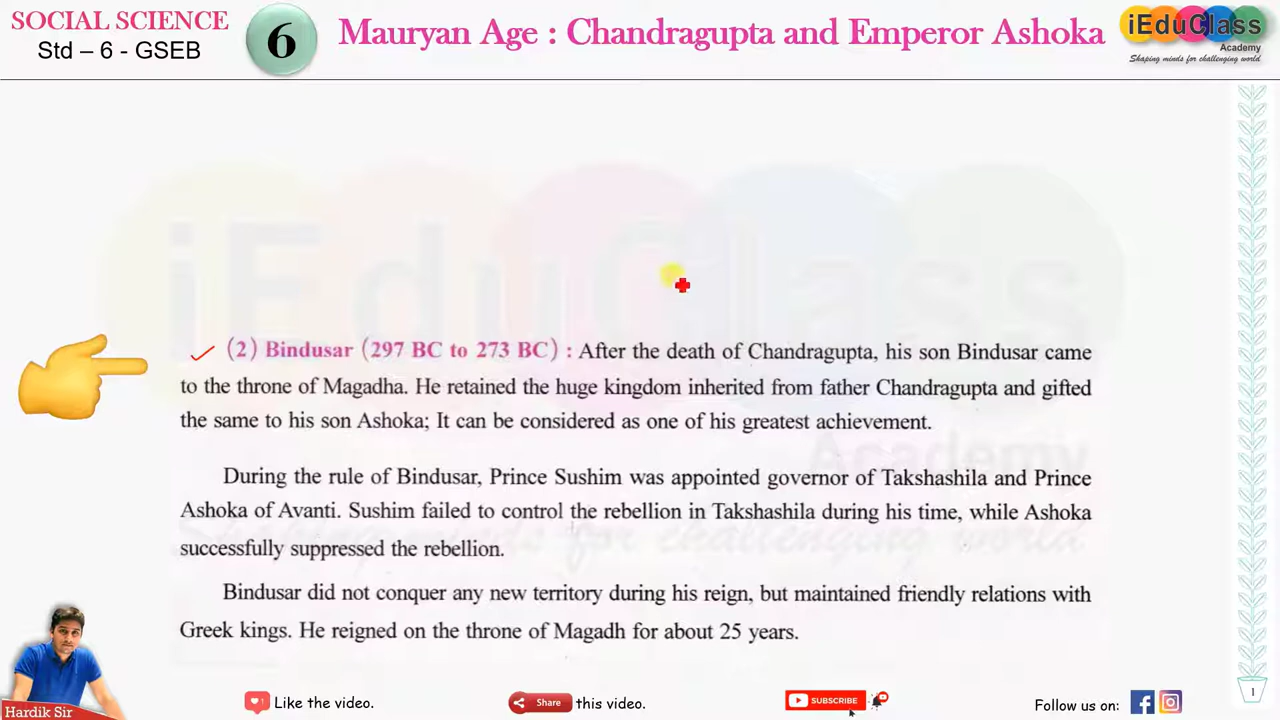 SOCIAL SCIENCE
Std – 6 - GSEB
6
Mauryan Age : Chandragupta and Emperor Ashoka
iEduClass
Academy
Shaping minds for challenging world
iEduClass
Academy
Shaping minds for challenging world
(2) Bindusar (297 BC to 273 BC) : After the death of Chandragupta, his son Bindusar came
to the throne of Magadha. He retained the huge kingdom inherited from father Chandragupta and gifted
the same to his son Ashoka; It can be considered as one of his greatest achievement.
During the rule of Bindusar, Prince Sushim was appointed governor of Takshashila and Prince
Ashoka of Avanti. Sushim failed to control the rebellion in Takshashila during his time, while Ashoka
successfully suppressed the rebellion.
Bindusar did not conquer any new territory during his reign, but maintained friendly relations with
Greek kings. He reigned on the throne of Magadh for about 25 years.
Hardik Sir
Like the video.
Share this video.
SUBSCRIBE
Follow us on:
1